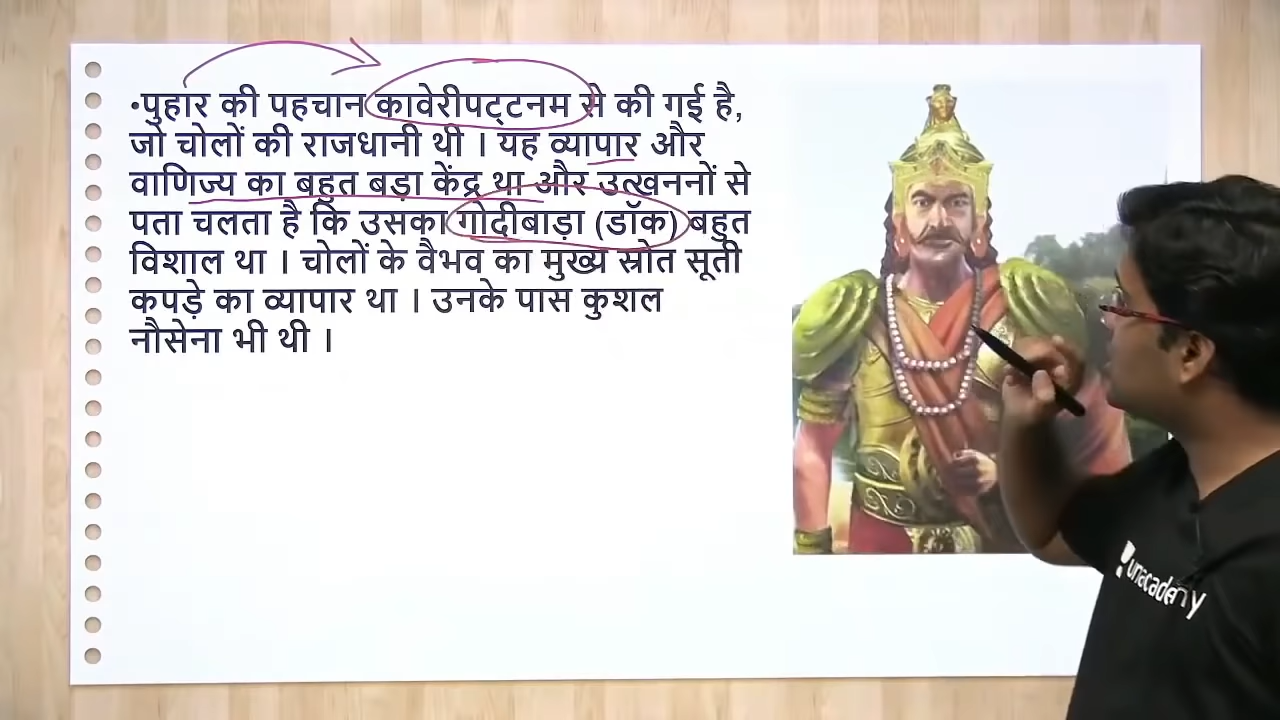 •पुहार की पहचान कावेरीपट्टनम से की गई है,
जो चोलों की राजधानी थी । यह व्यापार और
वाणिज्य का बहुत बड़ा केंद्र था और उत्खननों से
पता चलता है कि उसका गोदीबाड़ा (डॉक) बहुत
विशाल था । चोलों के वैभव का मुख्य स्रोत सूती
कपड़े का व्यापार था । उनके पास कुशल
नौसेना भी थी ।
unacademy